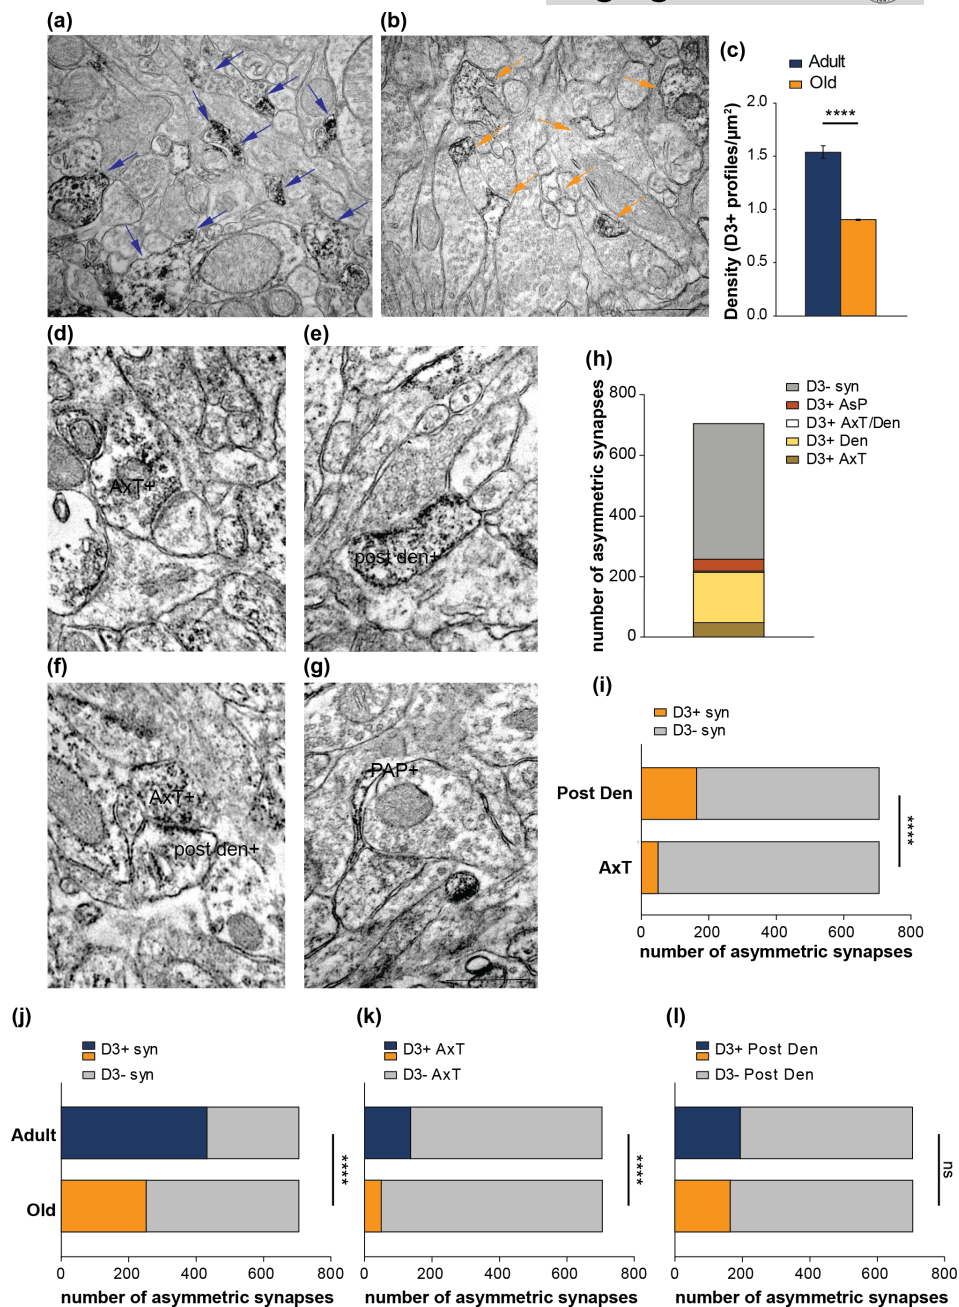 (a)
(b)
(c)
Adult
Old
Density (D3+ profiles/µm²)
2.0
1.5
1.0
0.5
0.0
****
(d)
AxT+
(e)
post den+
(f)
AxT+
post den+
(g)
PAP+
(h)
number of asymmetric synapses
800
600
400
200
0
D3- syn
D3+ AsP
D3+ AxT/Den
D3+ Den
D3+ AxT
(i)
D3+ syn
D3- syn
Post Den
AxT
****
0 200 400 600 800
number of asymmetric synapses
(j)
D3+ syn
D3- syn
Adult
Old
****
0 200 400 600 800
number of asymmetric synapses
(k)
D3+ AxT
D3- AxT
****
0 200 400 600 800
number of asymmetric synapses
(l)
D3+ Post Den
D3- Post Den
ns
0 200 400 600 800
number of asymmetric synapses